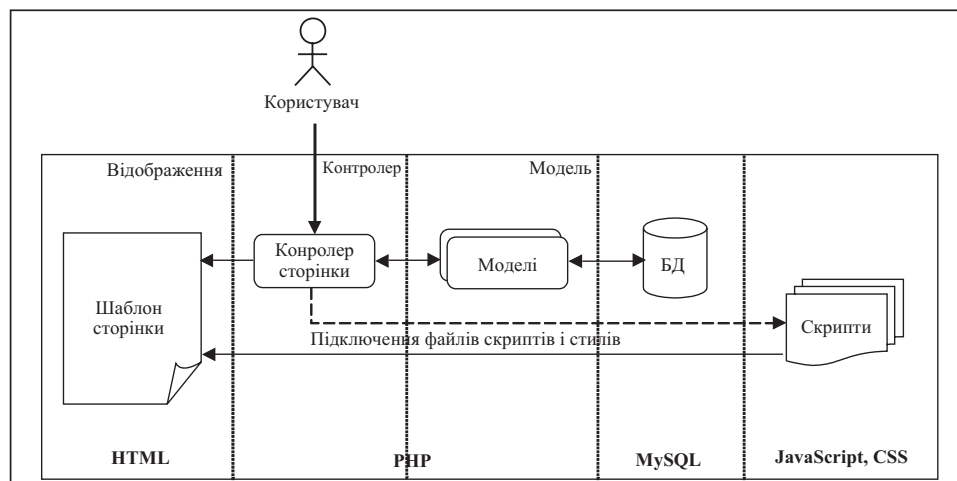 Користувач
Відображення
Контролер
Модель
Конролер
сторінки
Моделі
БД
Шаблон
сторінки
Скрипти
Підключення файлів скриптів і стилів
HTML
PHP
MySQL
JavaScript, CSS